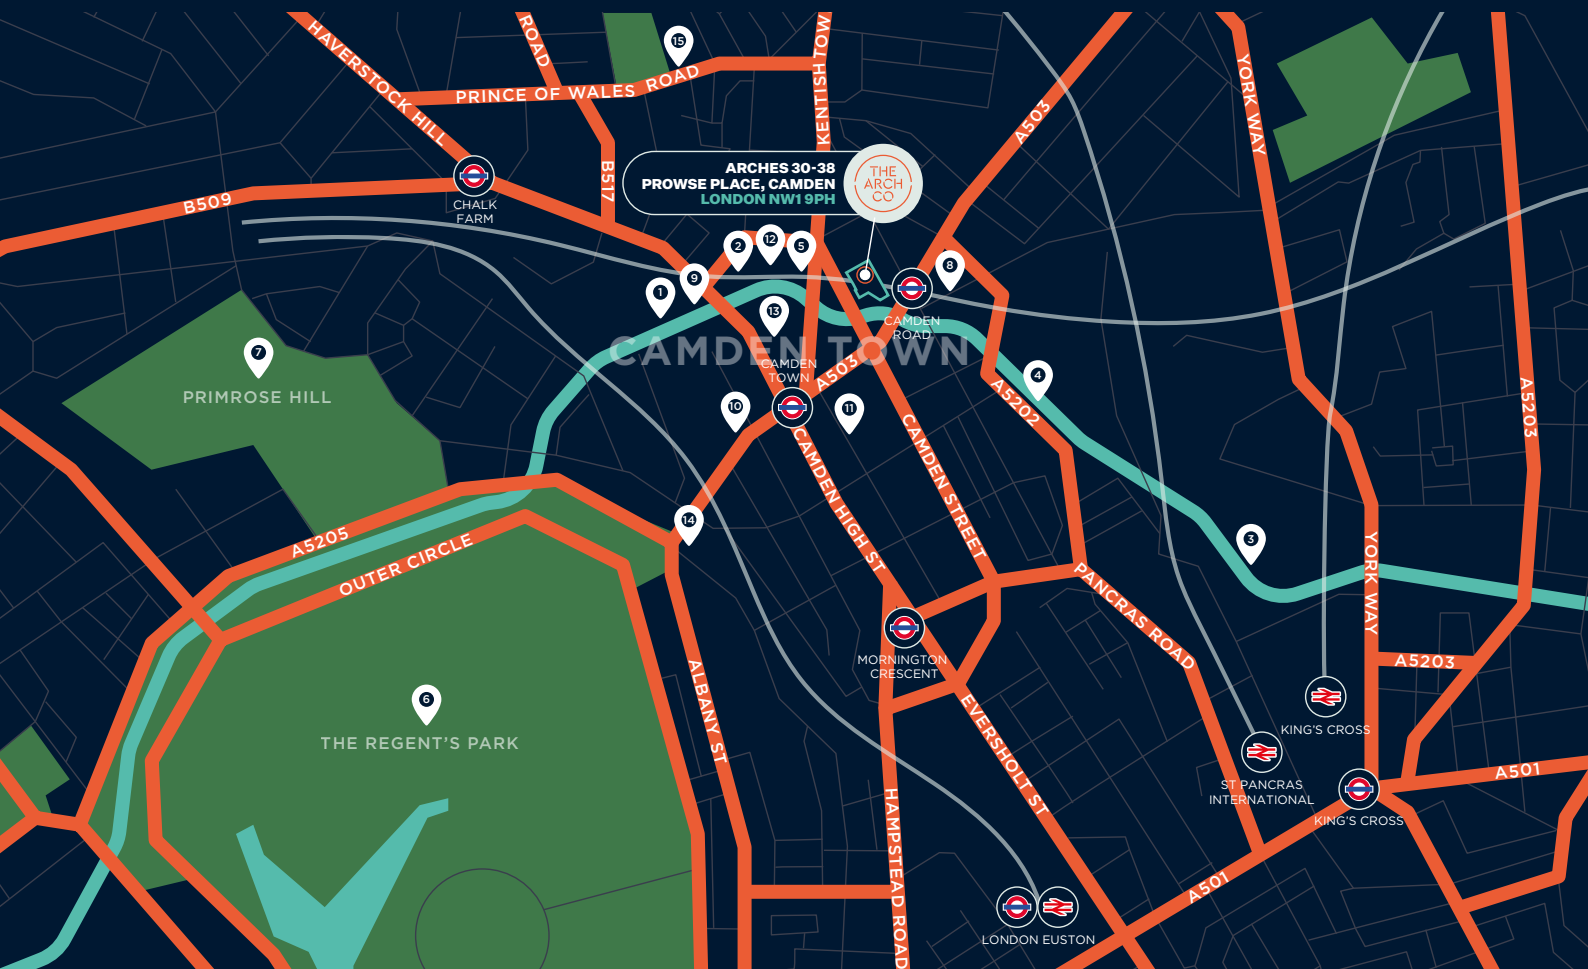 HAVERSTOCK HILL
ROAD
PRINCE OF WALES ROAD
15
KENTISH TOW
A503
YORK WAY
B509
CHALK
FARM
B517
ARCHES 30-38
PROWSE PLACE, CAMDEN
LONDON NW1 9PH
THE
ARCH
CO
2
12
5
9
1
13
8
CAMDEN
ROAD
CAMDEN TOWN
CAMDEN
TOWN
A503
7
PRIMROSE HILL
10
11
4
A5202
A5203
CAMDEN HIGH ST
CAMDEN STREET
14
3
A5205
OUTER CIRCLE
YORK WAY
PANCRAS ROAD
MORNINGTON
CRESCENT
A5203
ALBANY ST
6
THE REGENT'S PARK
EVERSHOLT ST
KING'S CROSS
ST PANCRAS
INTERNATIONAL
A501
KING'S CROSS
HAMPSTEAD ROAD
A501
LONDON EUSTON